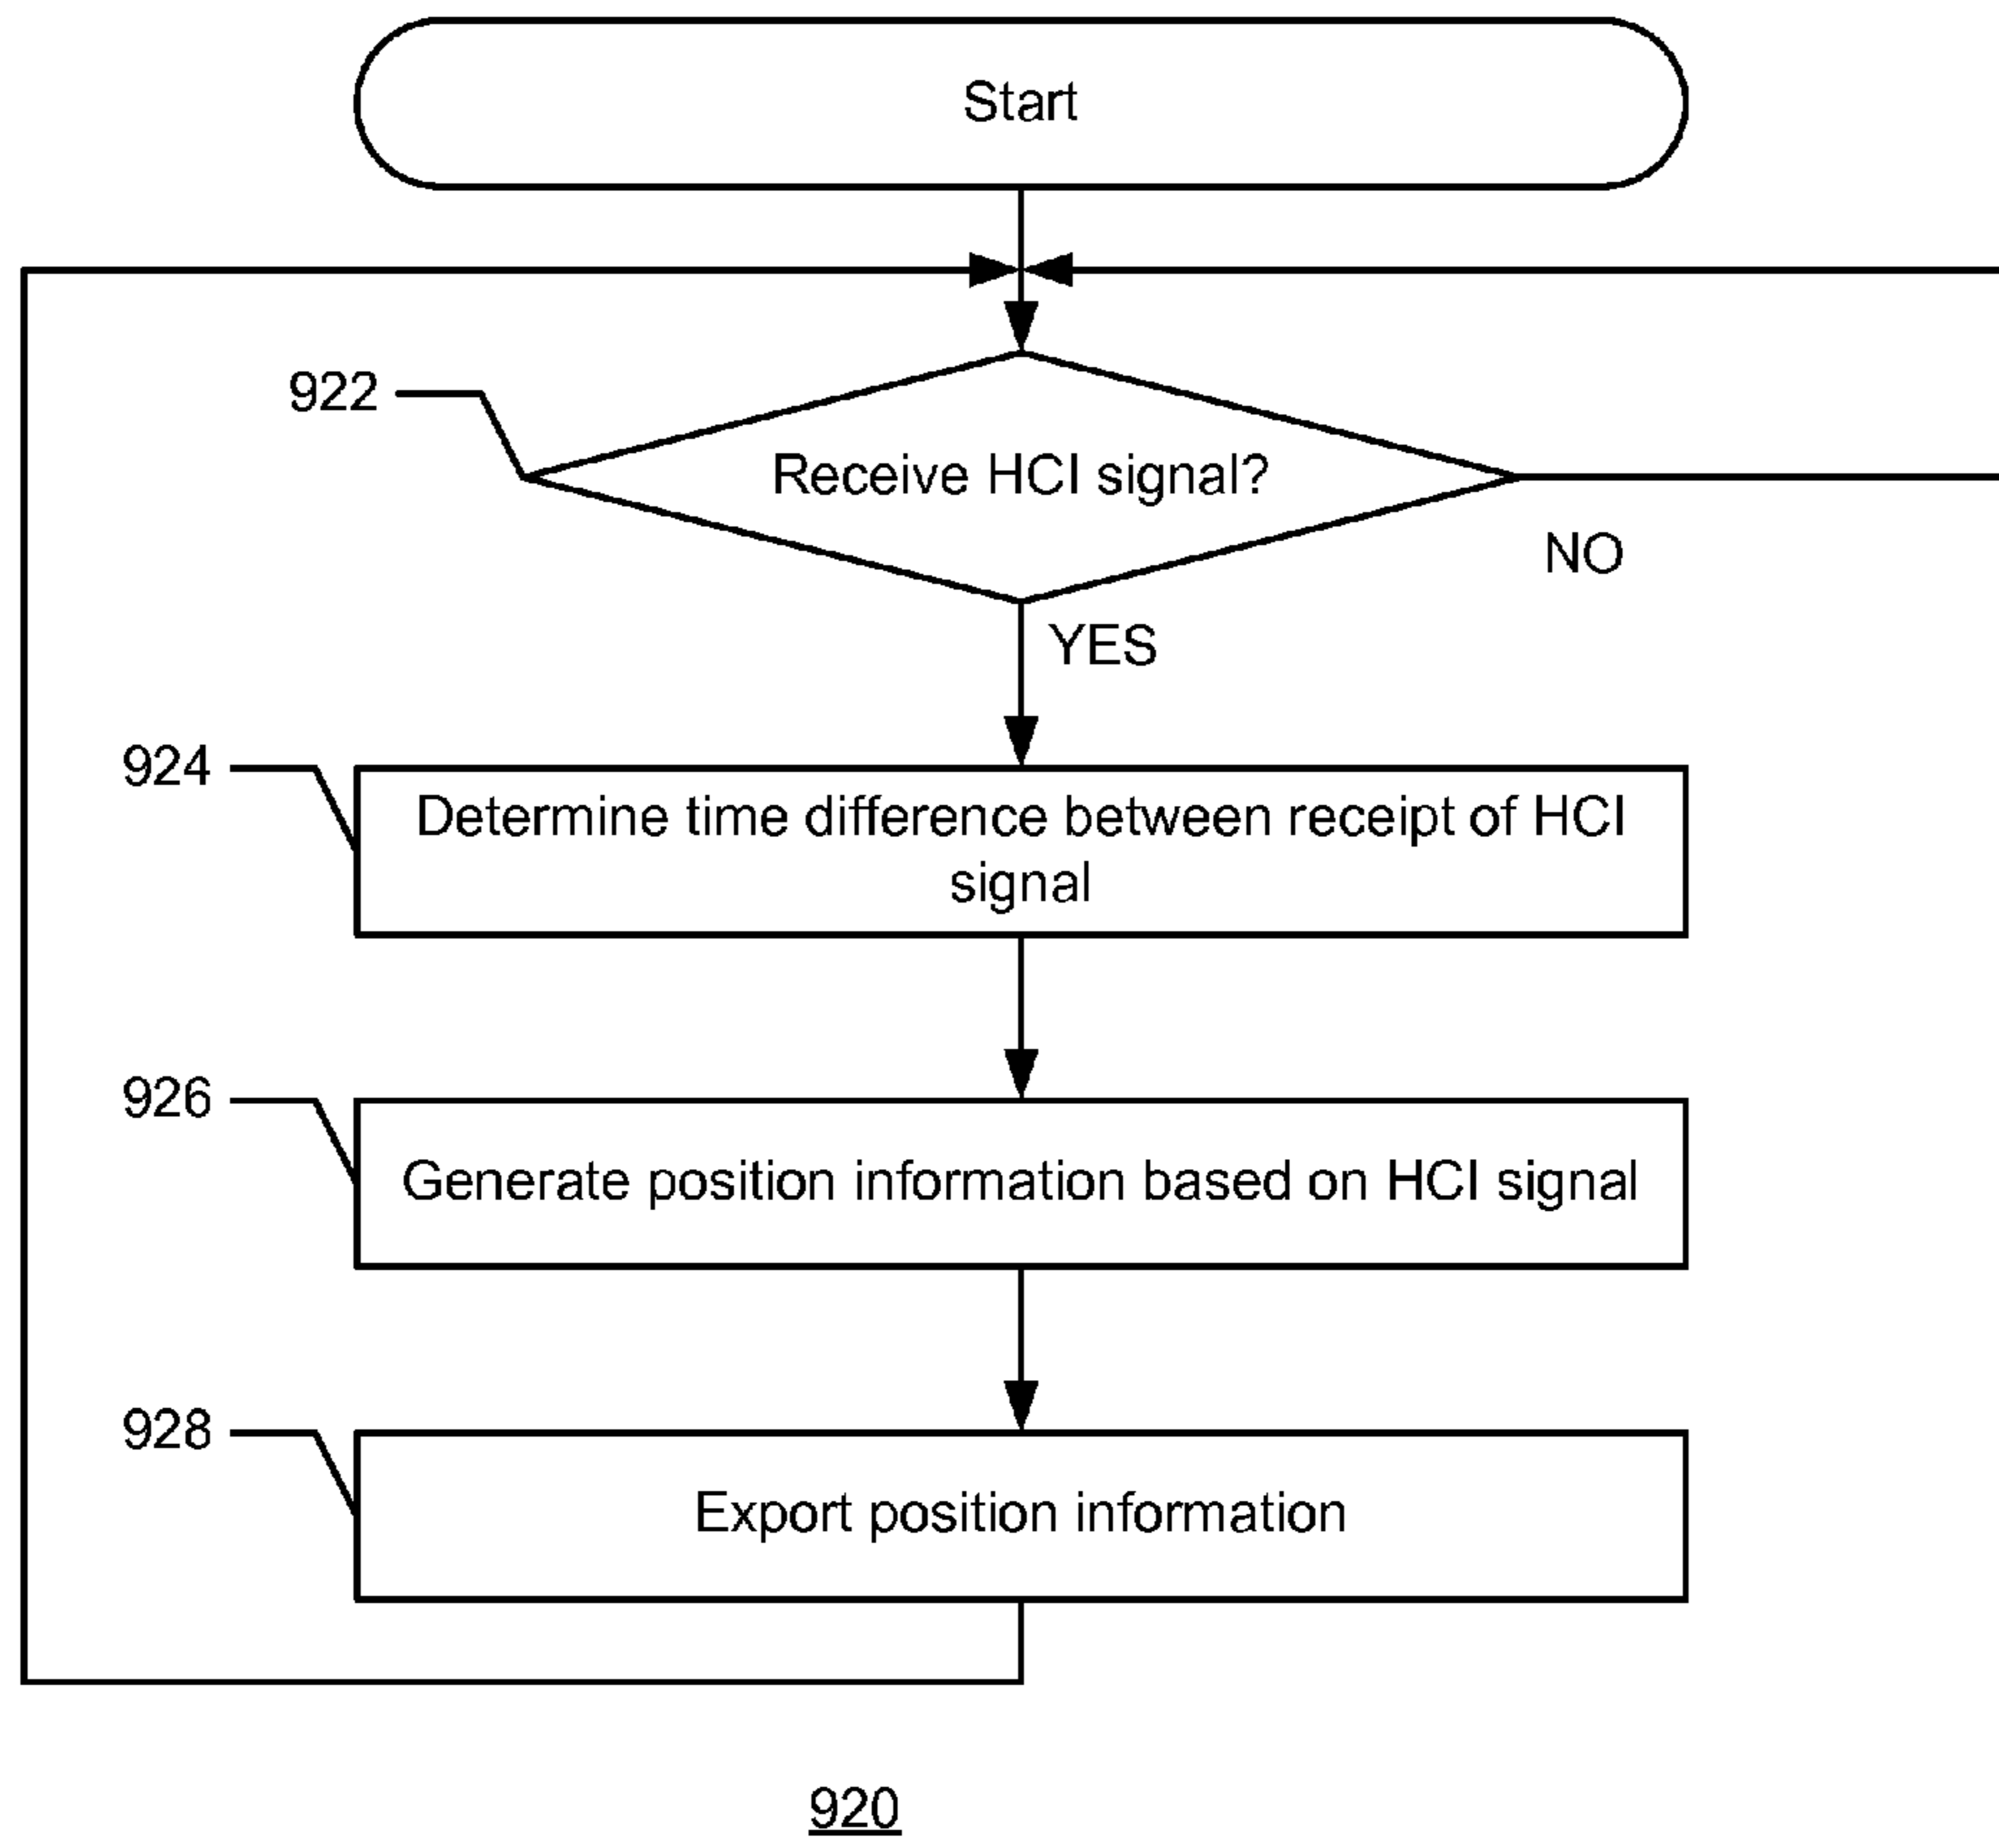 Start
922
Receive HCI signal?
NO
YES
924
Determine time difference between receipt of HCI
signal
926
Generate position information based on HCI signal
928
Export position information
920